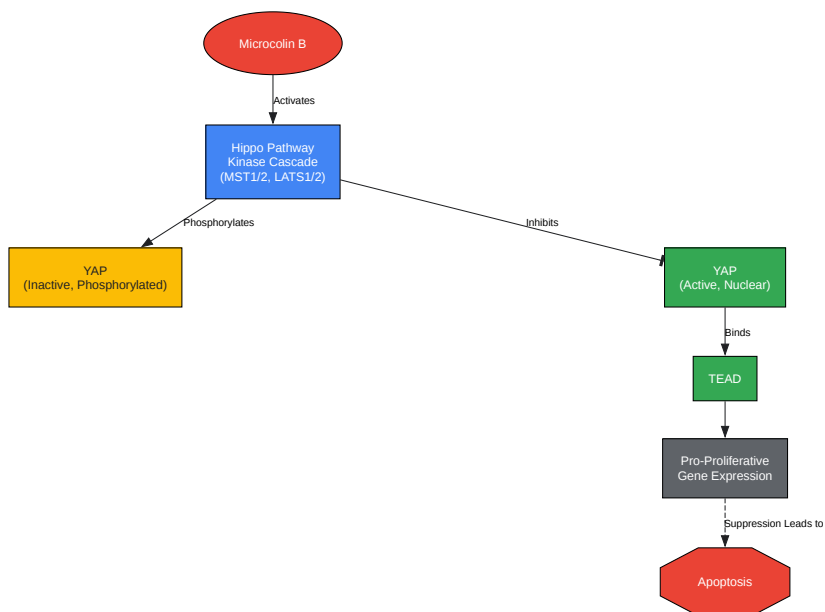 Microcolin B
Activates
Hippo Pathway
Kinase Cascade
(MST1/2, LATS1/2)
Phosphorylates
Inhibits
YAP
(Inactive, Phosphorylated)
YAP
(Active, Nuclear)
Binds
TEAD
Pro-Proliferative
Gene Expression
Suppression Leads to
Apoptosis